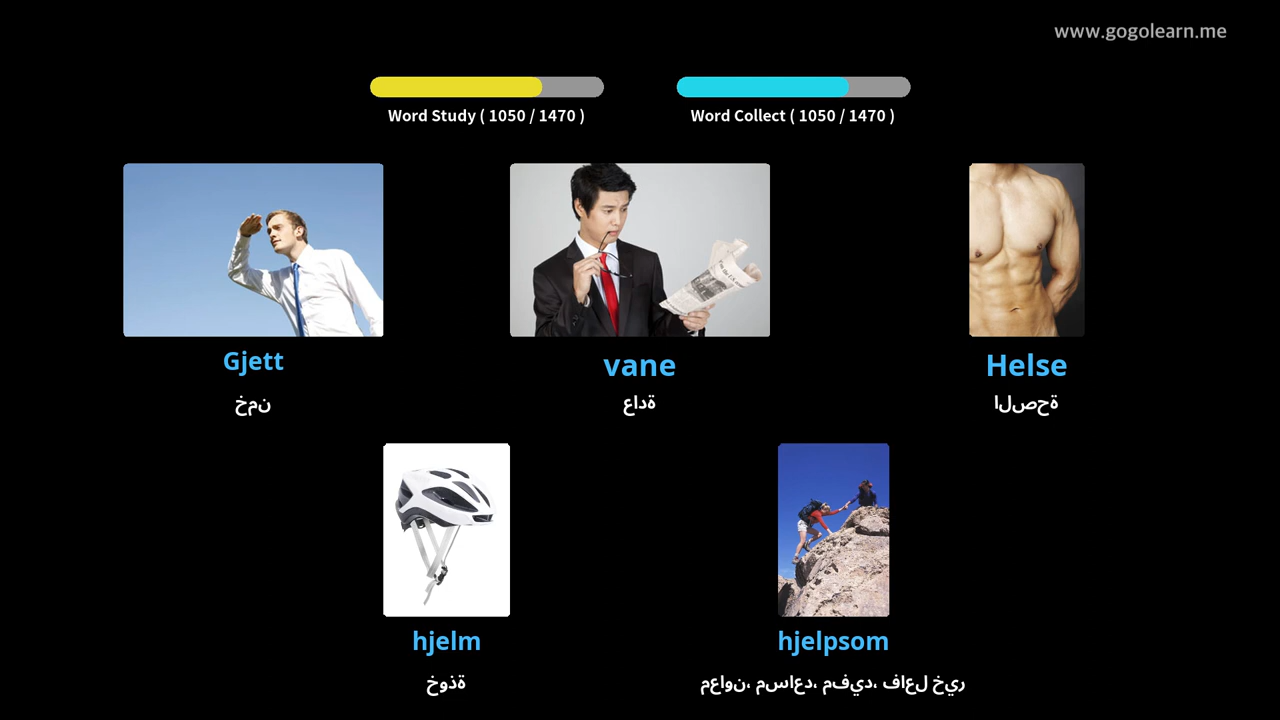 www.gogolearn.me
Word Study ( 1050 / 1470 )
Word Collect ( 1050 / 1470 )
Gjett
خمن
vane
عادة
Helse
الصحة
hjelm
خوذة
hjelpsom
معاون، مساعد، مفيد، فاعل خير